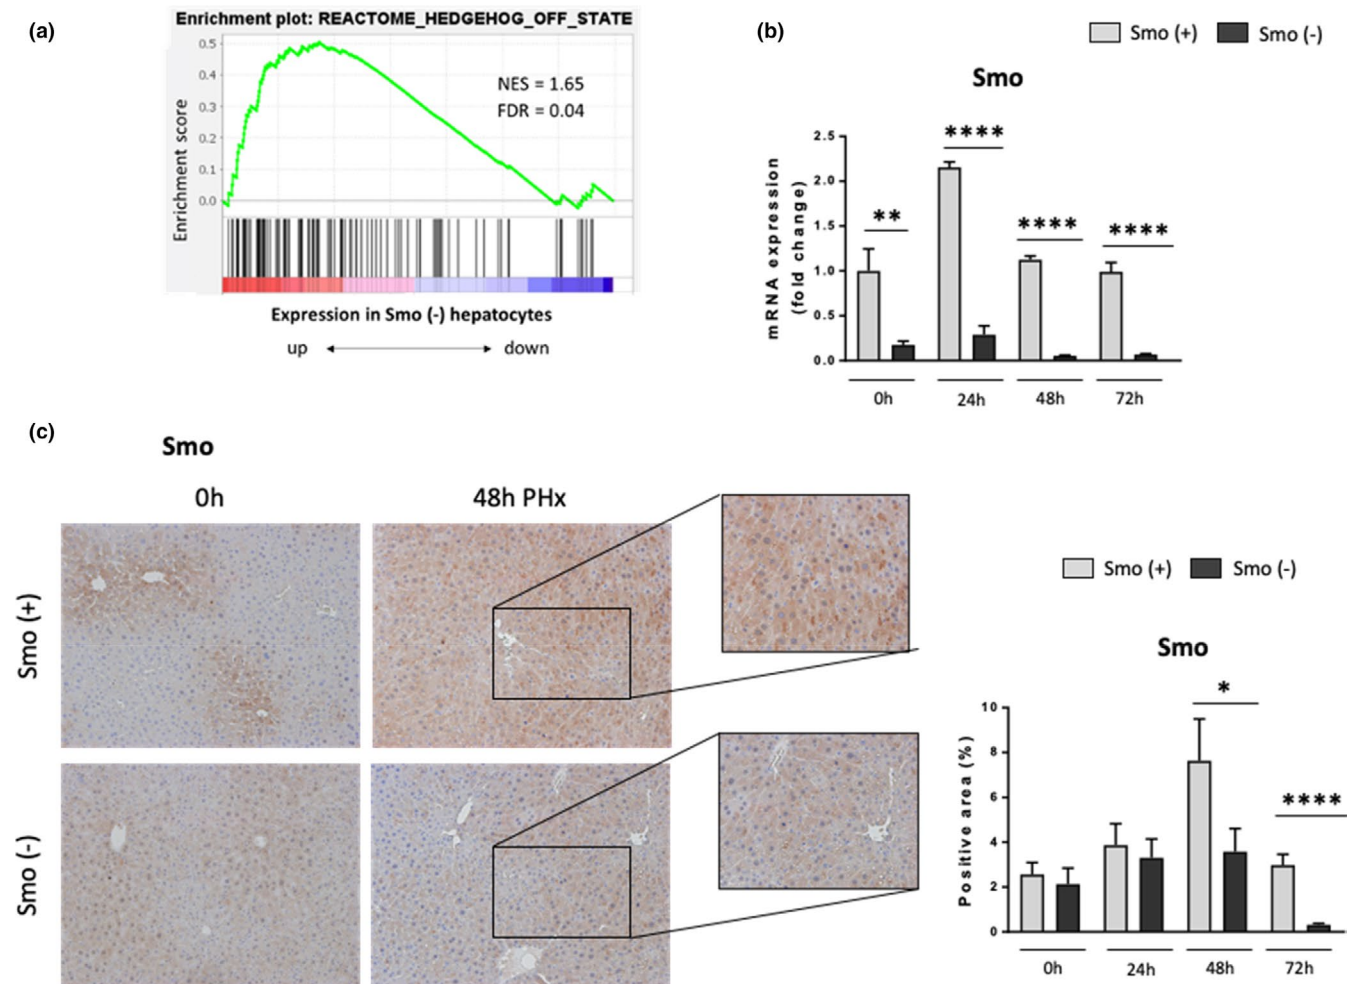 (a)
Enrichment plot: REACTOME_HEDGEHOG_OFF_STATE
Enrichment score
0.5
0.4
0.3
0.2
0.1
0.0
NES = 1.65
FDR = 0.04
Expression in Smo (-) hepatocytes
up down
(b)
Smo (+) Smo (-)
Smo
mRNA expression
(fold change)
2.5
2.0
1.5
1.0
0.5
0.0
** **** **** ****
0h 24h 48h 72h
(c)
Smo
0h 48h PHx
Smo (+)
Smo (-)
Smo (+) Smo (-)
Smo
Positive area (%)
10
8
6
4
2
0
* ****
0h 24h 48h 72h